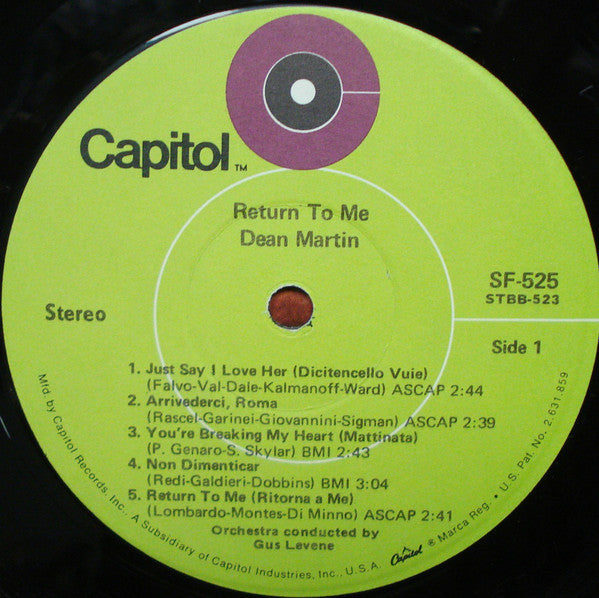 Capitol TM
Return To Me
Dean Martin
SF-525
STBB-523
Stereo
Side 1
1. Just Say I Love Her (Dicitencello Vuie)
(Falvo-Val-Dale-Kalmanoff-Ward) ASCAP 2:44
2. Arrivederci, Roma
(Rascel-Garinei-Giovannini-Sigman) ASCAP 2:39
3. You're Breaking My Heart (Mattinata)
(P. Genaro-S. Skylar) BMI 2:43
4. Non Dimenticar
(Redi-Galdieri-Dobbins) BMI 3:04
5. Return To Me (Ritorna a Me)
(Lombardo-Montes-Di Minno) ASCAP 2:41
Orchestra conducted by
Gus Levene
Mfd. by Capitol Records, Inc., A Subsidiary of Capitol Industries, Inc., U.S.A. Capitol ® Marca Reg. • U.S. Pat. No. 2,631,859